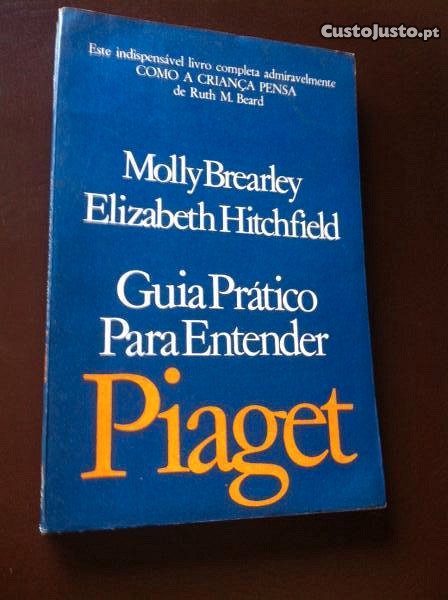 CustoJusto.pt
Este indispensável livro completa admiravelmente
COMO A CRIANÇA PENSA
de Ruth M. Beard
Molly Brearley
Elizabeth Hitchfield
Guia Prático
Para Entender
Piaget